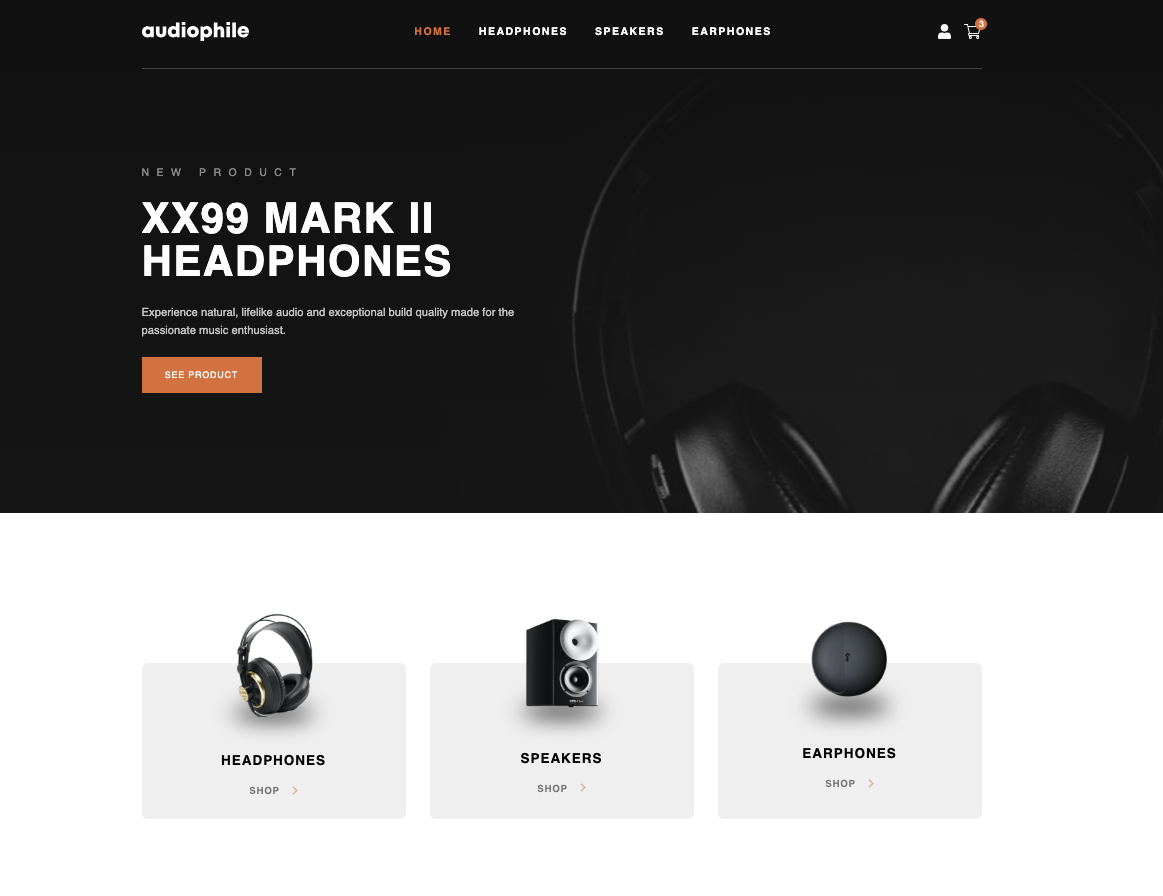 audiophile
HOME HEADPHONES SPEAKERS EARPHONES
3
NEW PRODUCT
XX99 MARK II
HEADPHONES
Experience natural, lifelike audio and exceptional build quality made for the
passionate music enthusiast.
SEE PRODUCT
HEADPHONES
SHOP
SPEAKERS
SHOP
EARPHONES
SHOP